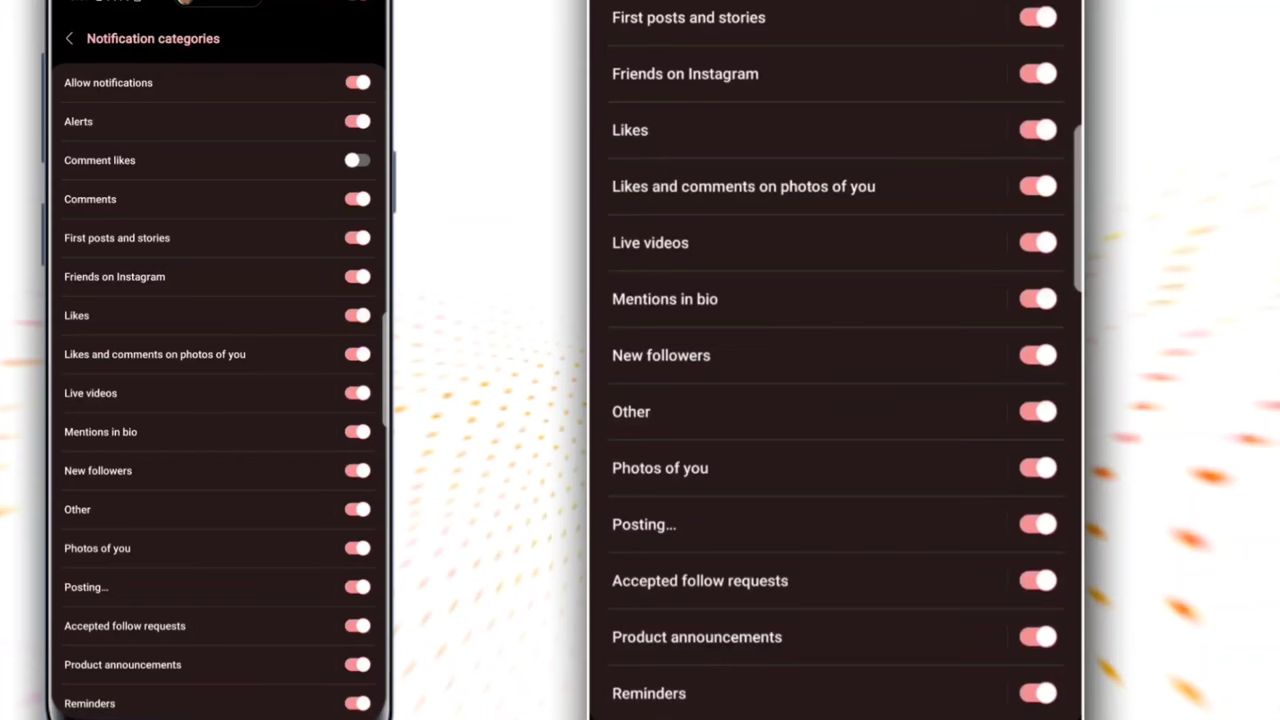 Notification categories
Allow notifications
Alerts
Comment likes
Comments
First posts and stories
Friends on Instagram
Likes
Likes and comments on photos of you
Live videos
Mentions in bio
New followers
Other
Photos of you
Posting...
Accepted follow requests
Product announcements
Reminders
First posts and stories
Friends on Instagram
Likes
Likes and comments on photos of you
Live videos
Mentions in bio
New followers
Other
Photos of you
Posting...
Accepted follow requests
Product announcements
Reminders